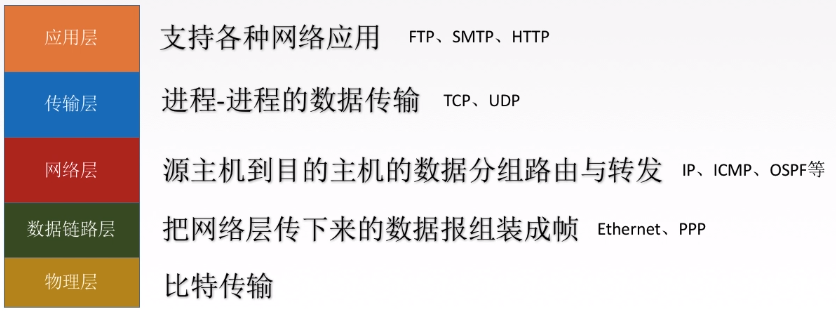 应用层 支持各种网络应用 FTP、SMTP、HTTP
传输层 进程-进程的数据传输 TCP、UDP
网络层 源主机到目的主机的数据分组路由与转发 IP、ICMP、OSPF等
数据链路层 把网络层传下来的数据报组装成帧 Ethernet、PPP
物理层 比特传输